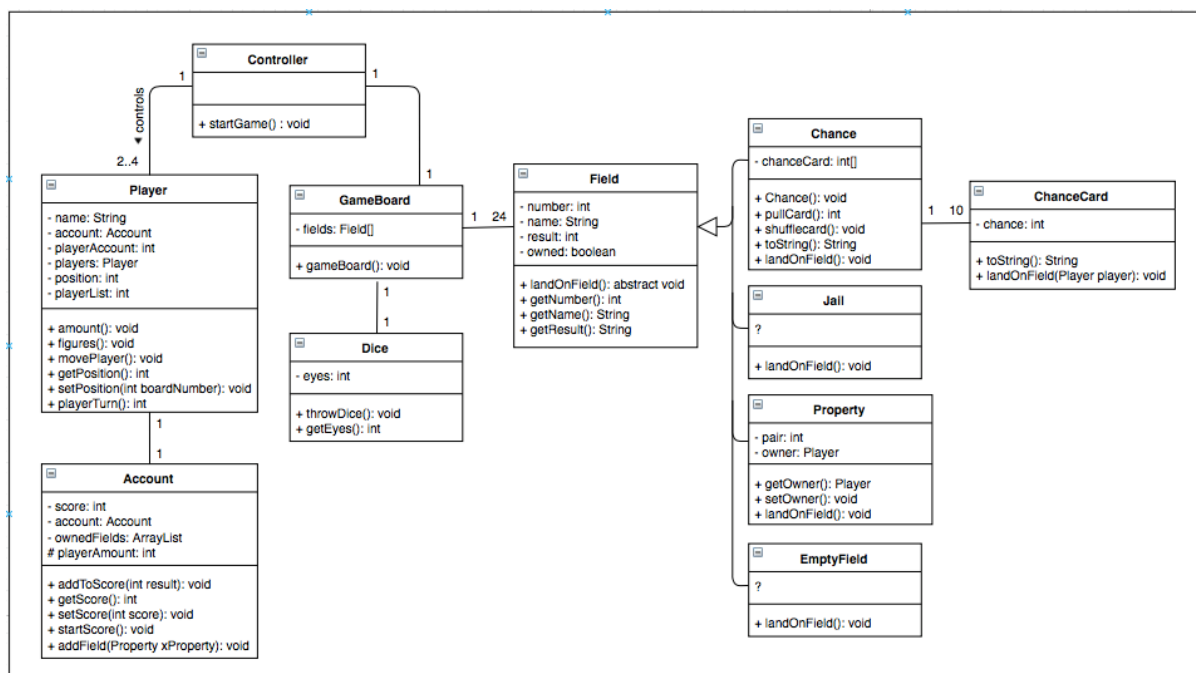 Controller
+ startGame() : void
1
1
◄ controls
2..4
1
Player
- name: String
- account: Account
- playerAccount: int
- players: Player
- position: int
- playerList: int
+ amount(): void
+ figures(): void
+ movePlayer(): void
+ getPosition(): int
+ setPosition(int boardNumber): void
+ playerTurn(): int
1
1
Account
- score: int
- account: Account
- ownedFields: ArrayList
# playerAmount: int
+ addToScore(int result): void
+ getScore(): int
+ setScore(int score): void
+ startScore(): void
+ addField(Property xProperty): void
GameBoard
- fields: Field[]
+ gameBoard(): void
1
1
Dice
- eyes: int
+ throwDice(): void
+ getEyes(): int
1 24
Field
- number: int
- name: String
- result: int
- owned: boolean
+ landOnField(): abstract void
+ getNumber(): int
+ getName(): String
+ getResult(): String
Chance
- chanceCard: int[]
+ Chance(): void
+ pullCard(): int
+ shufflecard(): void
+ toString(): String
+ landOnField(): void
1 10
ChanceCard
- chance: int
+ toString(): String
+ landOnField(Player player): void
Jail
?
+ landOnField(): void
Property
- pair: int
- owner: Player
+ getOwner(): Player
+ setOwner(): void
+ landOnField(): void
EmptyField
?
+ landOnField(): void